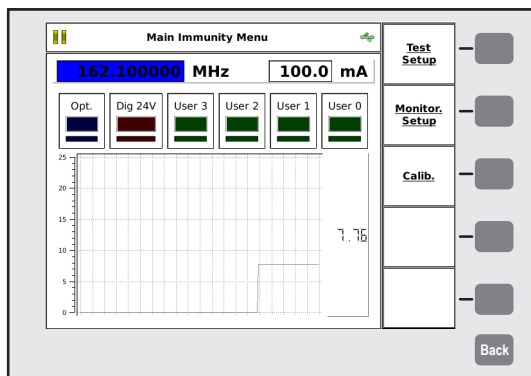 Main Immunity Menu
162.100000 MHz
100.0 mA
Opt.
Dig 24V
User 3
User 2
User 1
User 0
25
20
15
10
5
0
7.76
Test
Setup
Monitor.
Setup
Calib.
Back